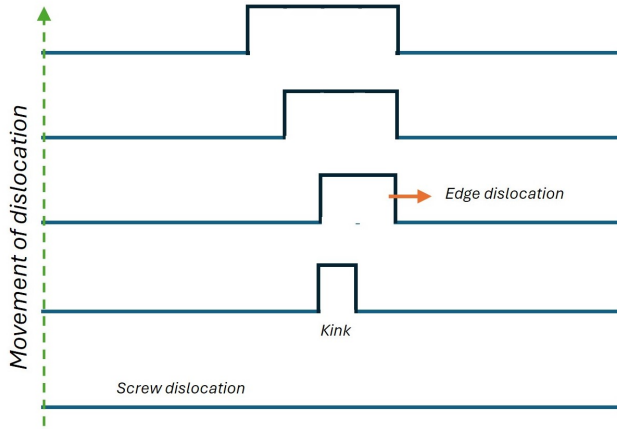 Movement of dislocation
Edge dislocation
Kink
Screw dislocation